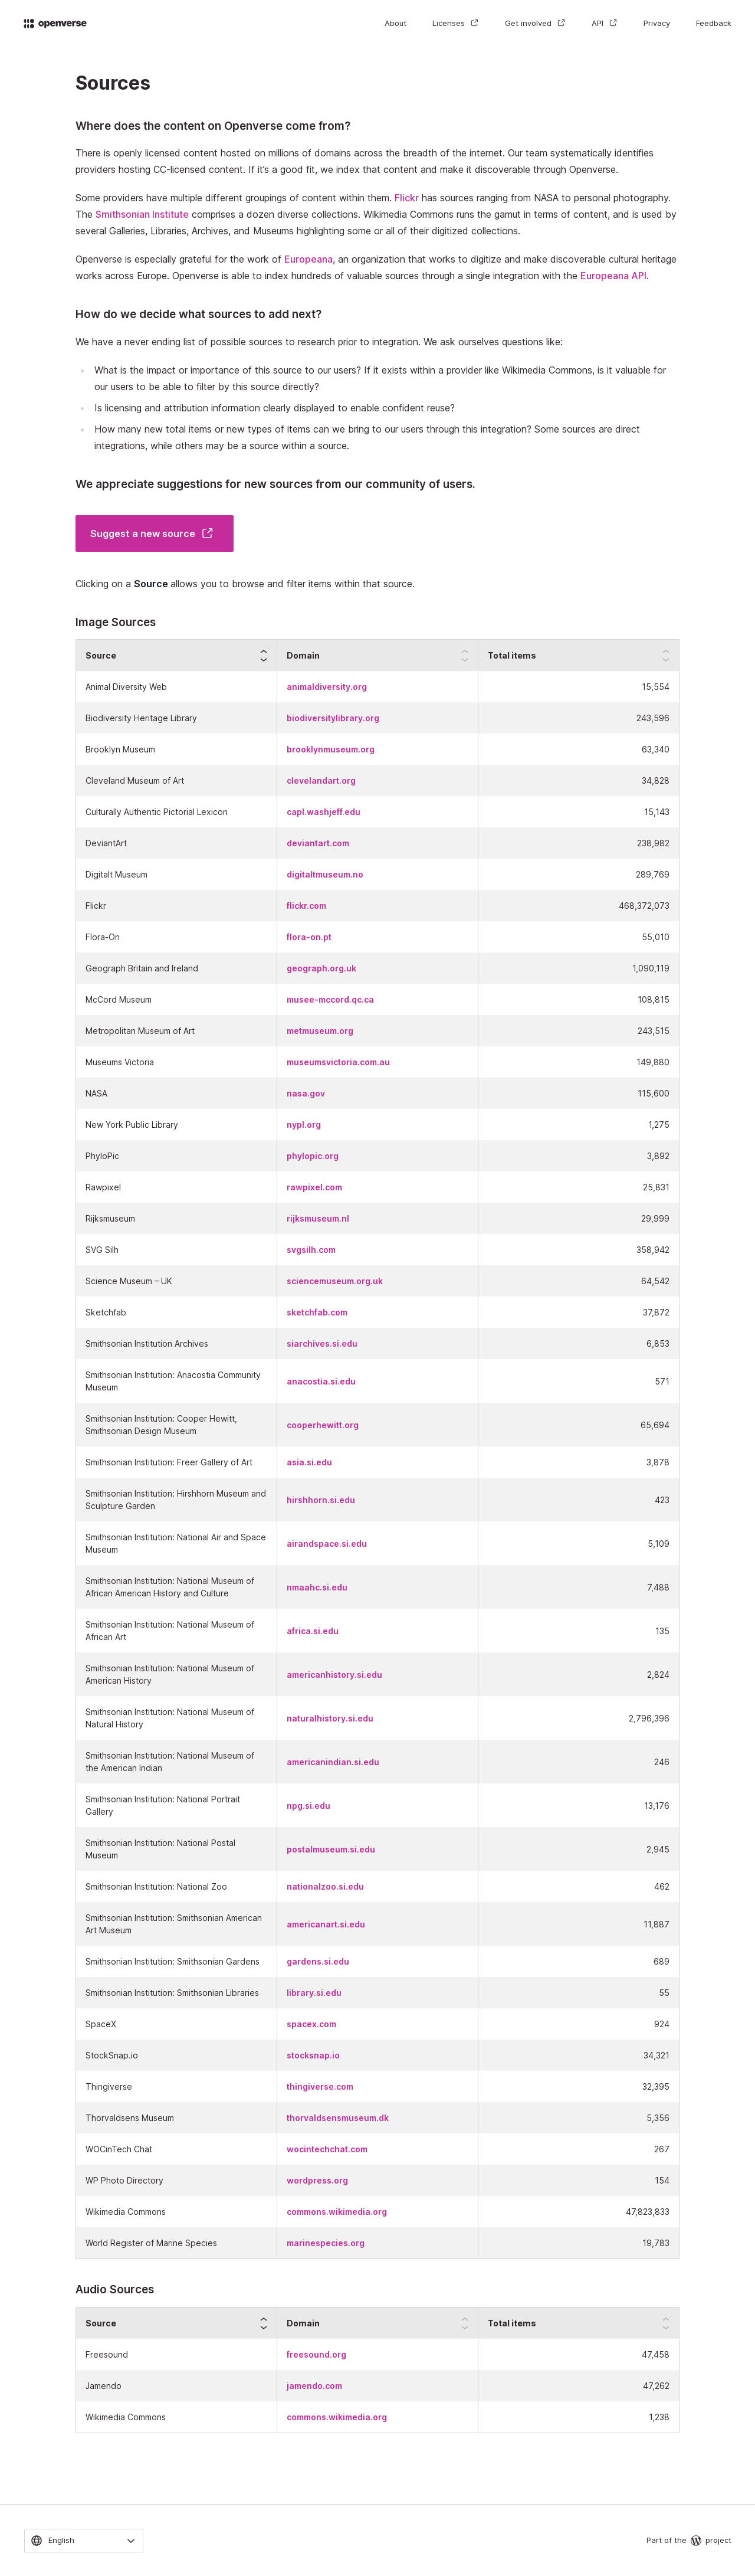 openverse
About
Licenses
Get involved
API
Privacy
Feedback
Sources
Where does the content on Openverse come from?
There is openly licensed content hosted on millions of domains across the breadth of the internet. Our team systematically identifies
providers hosting CC-licensed content. If it's a good fit, we index that content and make it discoverable through Openverse.
Some providers have multiple different groupings of content within them. Flickr has sources ranging from NASA to personal photography.
The Smithsonian Institute comprises a dozen diverse collections. Wikimedia Commons runs the gamut in terms of content, and is used by
several Galleries, Libraries, Archives, and Museums highlighting some or all of their digitized collections.
Openverse is especially grateful for the work of Europeana, an organization that works to digitize and make discoverable cultural heritage
works across Europe. Openverse is able to index hundreds of valuable sources through a single integration with the Europeana API.
How do we decide what sources to add next?
We have a never ending list of possible sources to research prior to integration. We ask ourselves questions like:
What is the impact or importance of this source to our users? If it exists within a provider like Wikimedia Commons, is it valuable for
our users to be able to filter by this source directly?
Is licensing and attribution information clearly displayed to enable confident reuse?
How many new total items or new types of items can we bring to our users through this integration? Some sources are direct
integrations, while others may be a source within a source.
We appreciate suggestions for new sources from our community of users.
Suggest a new source
Clicking on a Source allows you to browse and filter items within that source.
Image Sources
Source Domain Total items
Animal Diversity Web animaldiversity.org 15,554
Biodiversity Heritage Library biodiversitylibrary.org 243,596
Brooklyn Museum brooklynmuseum.org 63,340
Cleveland Museum of Art clevelandart.org 34,828
Culturally Authentic Pictorial Lexicon capl.washjeff.edu 15,143
DeviantArt deviantart.com 238,982
Digitalt Museum digitaltmuseum.no 289,769
Flickr flickr.com 468,372,073
Flora-On flora-on.pt 55,010
Geograph Britain and Ireland geograph.org.uk 1,090,119
McCord Museum musee-mccord.qc.ca 108,815
Metropolitan Museum of Art metmuseum.org 243,515
Museums Victoria museumsvictoria.com.au 149,880
NASA nasa.gov 115,600
New York Public Library nypl.org 1,275
PhyloPic phylopic.org 3,892
Rawpixel rawpixel.com 25,831
Rijksmuseum rijksmuseum.nl 29,999
SVG Silh svgsilh.com 358,942
Science Museum – UK sciencemuseum.org.uk 64,542
Sketchfab sketchfab.com 37,872
Smithsonian Institution Archives siarchives.si.edu 6,853
Smithsonian Institution: Anacostia Community
Museum
anacostia.si.edu 571
Smithsonian Institution: Cooper Hewitt,
Smithsonian Design Museum
cooperhewitt.org 65,694
Smithsonian Institution: Freer Gallery of Art asia.si.edu 3,878
Smithsonian Institution: Hirshhorn Museum and
Sculpture Garden
hirshhorn.si.edu 423
Smithsonian Institution: National Air and Space
Museum
airandspace.si.edu 5,109
Smithsonian Institution: National Museum of
African American History and Culture
nmaahc.si.edu 7,488
Smithsonian Institution: National Museum of
African Art
africa.si.edu 135
Smithsonian Institution: National Museum of
American History
americanhistory.si.edu 2,824
Smithsonian Institution: National Museum of
Natural History
naturalhistory.si.edu 2,796,396
Smithsonian Institution: National Museum of
the American Indian
americanindian.si.edu 246
Smithsonian Institution: National Portrait
Gallery
npg.si.edu 13,176
Smithsonian Institution: National Postal
Museum
postalmuseum.si.edu 2,945
Smithsonian Institution: National Zoo nationalzoo.si.edu 462
Smithsonian Institution: Smithsonian American
Art Museum
americanart.si.edu 11,887
Smithsonian Institution: Smithsonian Gardens gardens.si.edu 689
Smithsonian Institution: Smithsonian Libraries library.si.edu 55
SpaceX spacex.com 924
StockSnap.io stocksnap.io 34,321
Thingiverse thingiverse.com 32,395
Thorvaldsens Museum thorvaldsensmuseum.dk 5,356
WOCinTech Chat wocintechchat.com 267
WP Photo Directory wordpress.org 154
Wikimedia Commons commons.wikimedia.org 47,823,833
World Register of Marine Species marinespecies.org 19,783
Audio Sources
Source Domain Total items
Freesound freesound.org 47,458
Jamendo jamendo.com 47,262
Wikimedia Commons commons.wikimedia.org 1,238
English
Part of the project